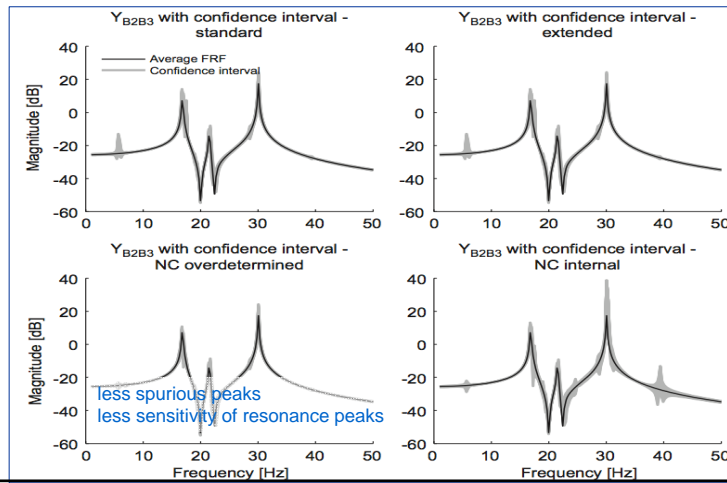 Y_B2B3 with confidence interval -
standard
Magnitude [dB]
40
20
0
-20
-40
-60
Average FRF
Confidence interval
0 10 20 30 40 50
Y_B2B3 with confidence interval -
extended
40
20
0
-20
-40
-60
0 10 20 30 40 50
Y_B2B3 with confidence interval -
NC overdetermined
Magnitude [dB]
40
20
0
-20
-40
-60
less spurious peaks
less sensitivity of resonance peaks
0 10 20 30 40 50
Frequency [Hz]
Y_B2B3 with confidence interval -
NC internal
40
20
0
-20
-40
-60
0 10 20 30 40 50
Frequency [Hz]